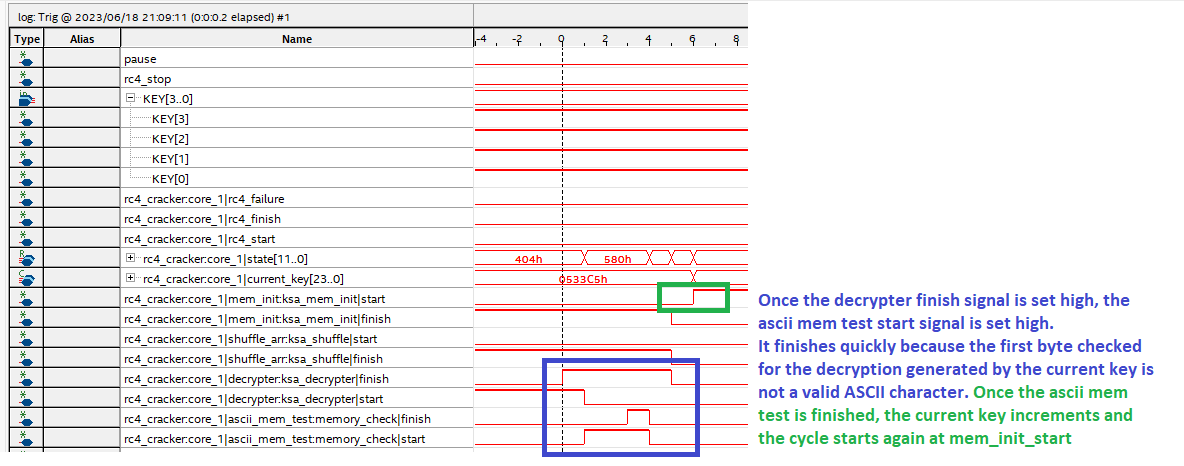 log: Trig @ 2023/06/18 21:09:11 (0:0:0.2 elapsed) #1
Type Alias Name -4 -2 0 2 4 6 8
pause
rc4_stop
KEY[3..0]
KEY[3]
KEY[2]
KEY[1]
KEY[0]
rc4_cracker:core_1|rc4_failure
rc4_cracker:core_1|rc4_finish
rc4_cracker:core_1|rc4_start
rc4_cracker:core_1|state[11..0] 404h 580h
rc4_cracker:core_1|current_key[23..0] 0533C5h
rc4_cracker:core_1|mem_init:ksa_mem_init|start
rc4_cracker:core_1|mem_init:ksa_mem_init|finish
rc4_cracker:core_1|shuffle_arr:ksa_shuffle|start
rc4_cracker:core_1|shuffle_arr:ksa_shuffle|finish
rc4_cracker:core_1|decrypter:ksa_decrypter|finish
rc4_cracker:core_1|decrypter:ksa_decrypter|start
rc4_cracker:core_1|ascii_mem_test:memory_check|finish
rc4_cracker:core_1|ascii_mem_test:memory_check|start
Once the decrypter finish signal is set high, the
ascii mem test start signal is set high.
It finishes quickly because the first byte checked
for the decryption generated by the current key is
not a valid ASCII character. Once the ascii mem
test is finished, the current key increments and
the cycle starts again at mem_init_start